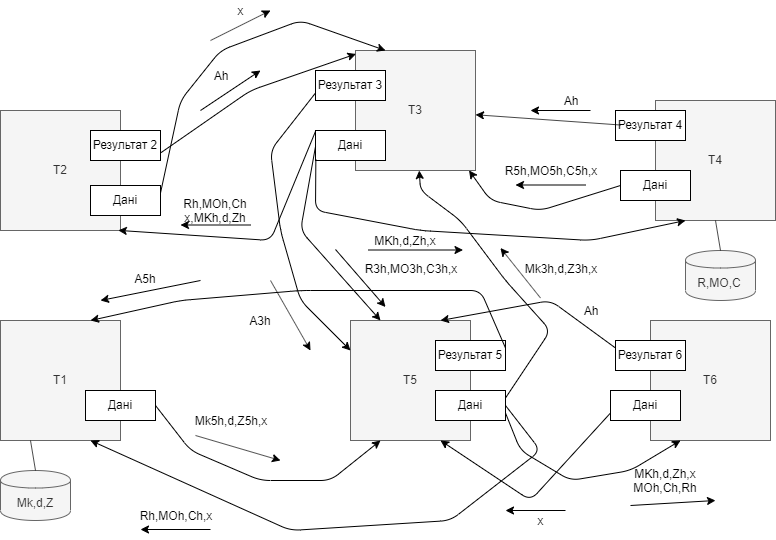 x
Ah
Результат 3
T3
Ah
Результат 4
T2
Результат 2
Дані
T4
R5h,MO5h,C5h,x
Дані
Дані
Rh,MOh,Ch
x,MKh,d,Zh
MKh,d,Zh,x
R3h,MO3h,C3h,x
Mk3h,d,Z3h,x
R,MO,C
A5h
A3h
Ah
T1
T5
Результат 5
Результат 6
T6
Дані
Дані
Дані
Mk5h,d,Z5h,x
Mk,d,Z
MKh,d,Zh,x
MOh,Ch,Rh
Rh,MOh,Ch,x
x